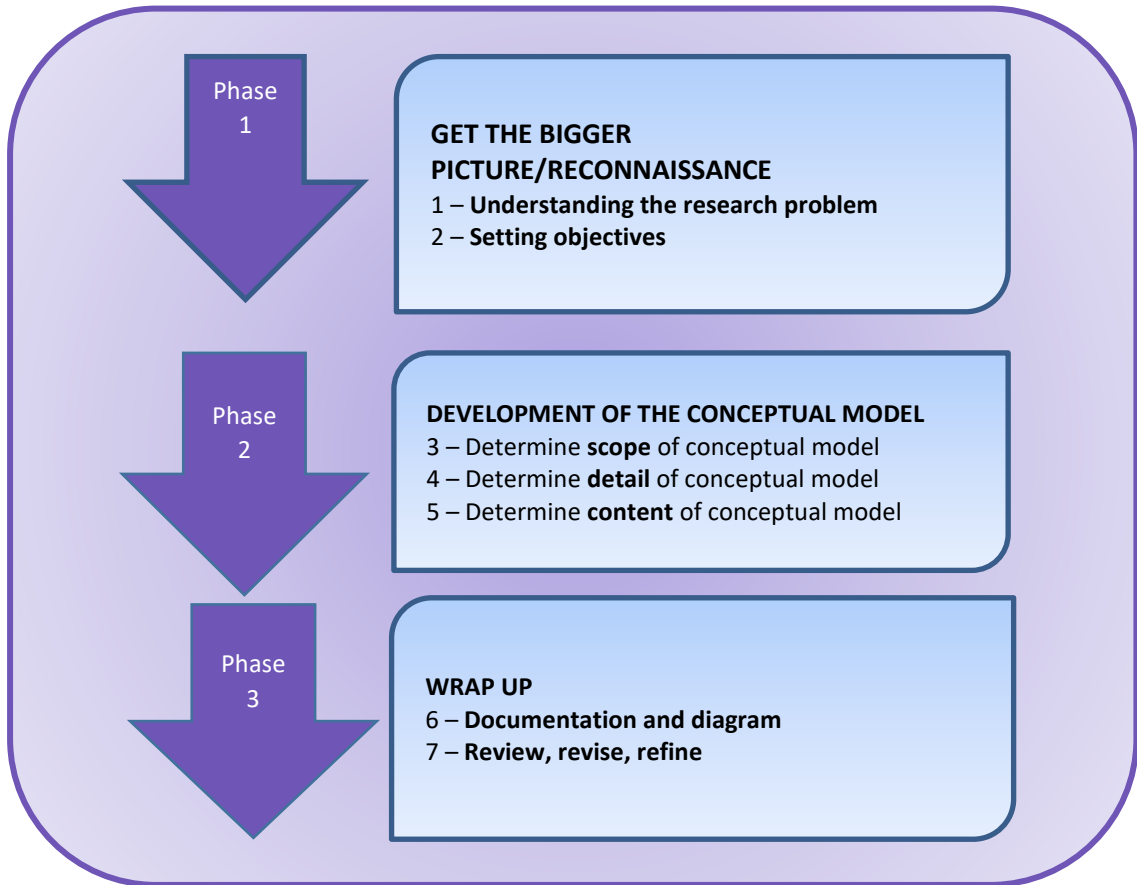 Phase
1
GET THE BIGGER
PICTURE/RECONNAISSANCE
1 – Understanding the research problem
2 – Setting objectives
Phase
2
DEVELOPMENT OF THE CONCEPTUAL MODEL
3 – Determine scope of conceptual model
4 – Determine detail of conceptual model
5 – Determine content of conceptual model
Phase
3
WRAP UP
6 – Documentation and diagram
7 – Review, revise, refine